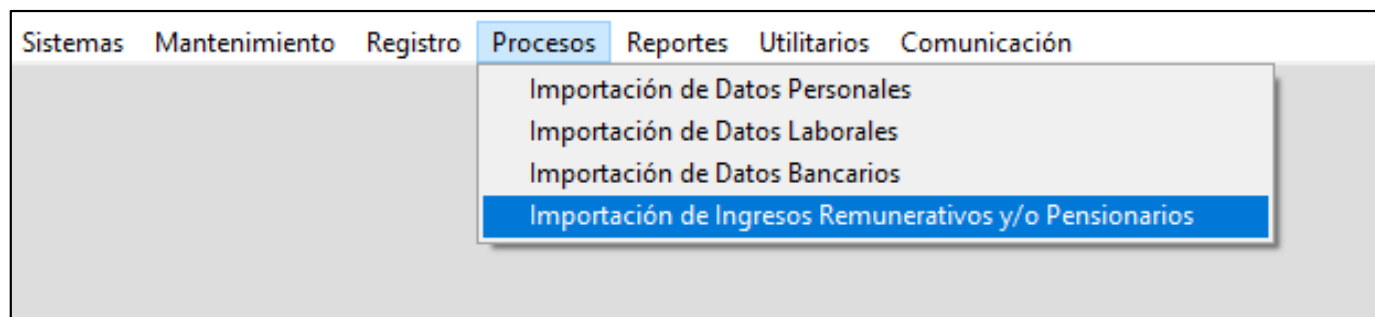 Sistemas Mantenimiento Registro Procesos Reportes Utilitarios Comunicación
Importación de Datos Personales
Importación de Datos Laborales
Importación de Datos Bancarios
Importación de Ingresos Remunerativos y/o Pensionarios